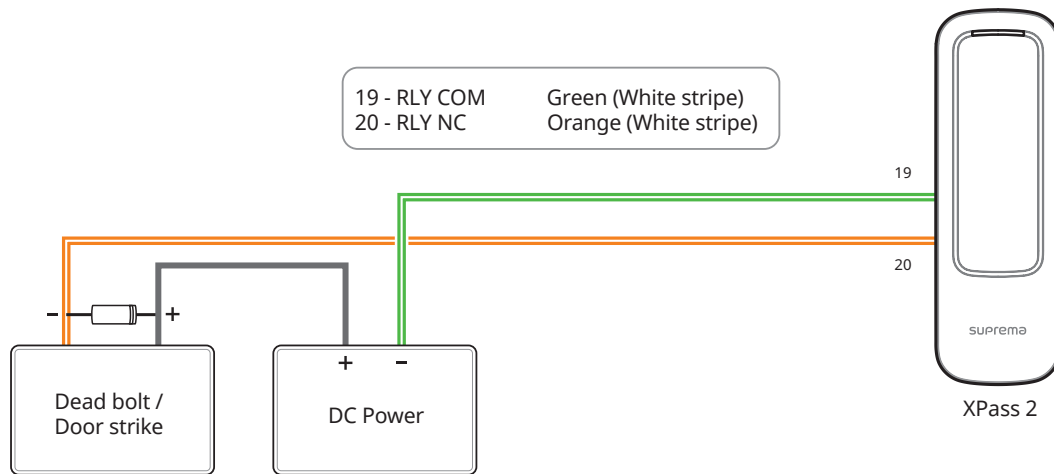 19 - RLY COM Green (White stripe)
20 - RLY NC Orange (White stripe)
19
20
- +
+ -
Dead bolt /
Door strike
DC Power
suprema
XPass 2